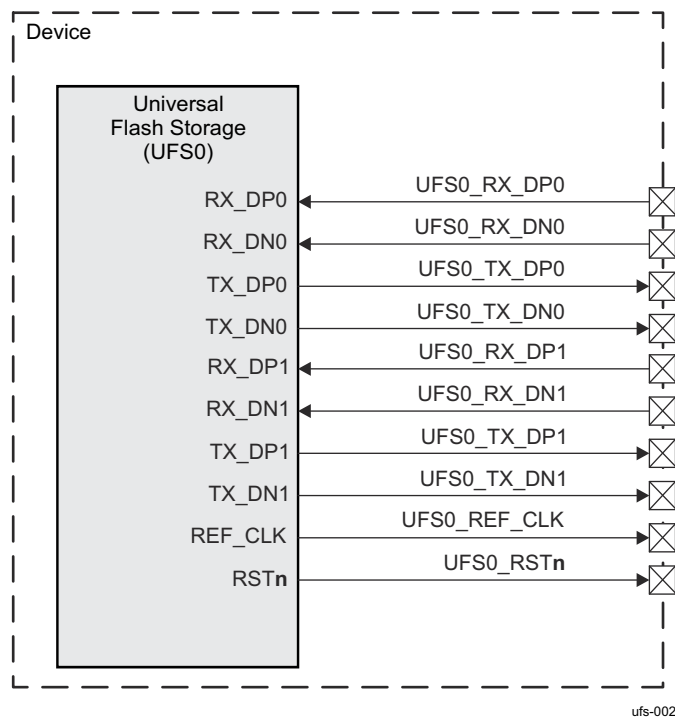 Device
Universal
Flash Storage
(UFS0)
RX_DP0
UFS0_RX_DP0
RX_DN0
UFS0_RX_DN0
TX_DP0
UFS0_TX_DP0
TX_DN0
UFS0_TX_DN0
RX_DP1
UFS0_RX_DP1
RX_DN1
UFS0_RX_DN1
TX_DP1
UFS0_TX_DP1
TX_DN1
UFS0_TX_DN1
REF_CLK
UFS0_REF_CLK
RSTn
UFS0_RSTn
ufs-002